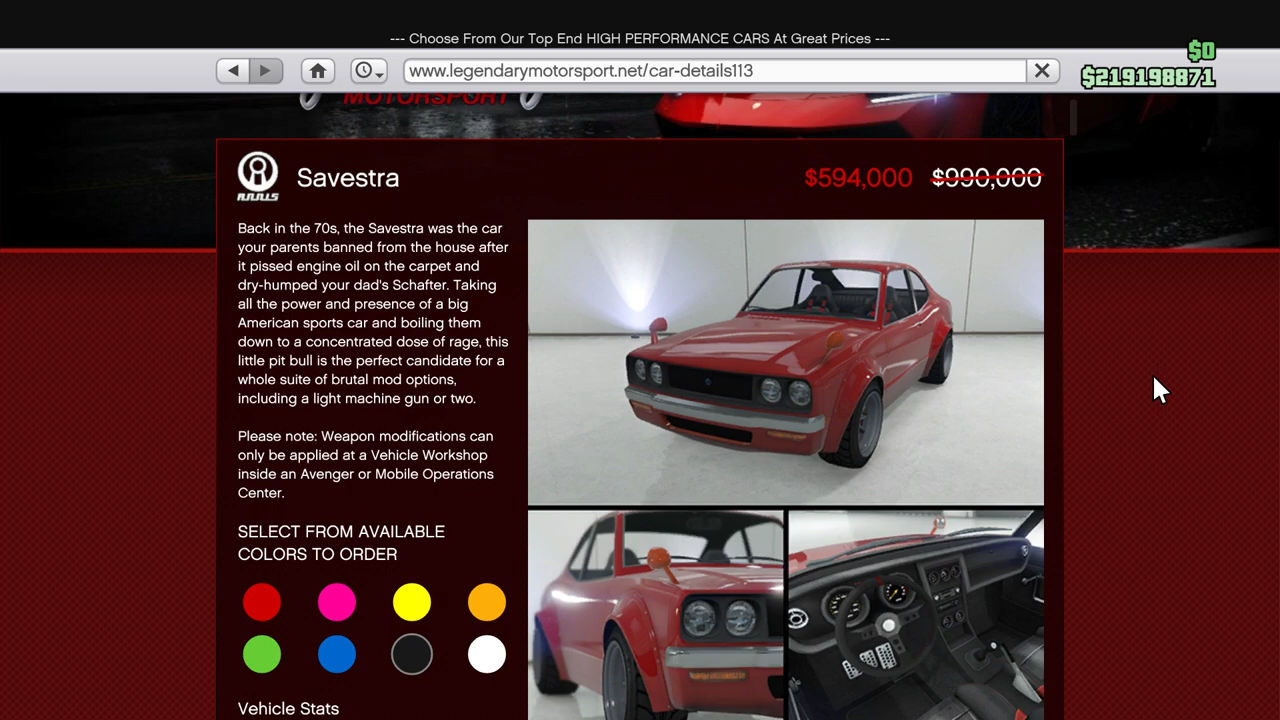 --- Choose From Our Top End HIGH PERFORMANCE CARS At Great Prices ---
$0
www.legendarymotorsport.net/car-details113
$219198871
MOTORSPORT
ANNIS
Savestra
$594,000 $990,000
Back in the 70s, the Savestra was the car
your parents banned from the house after
it pissed engine oil on the carpet and
dry-humped your dad's Schafter. Taking
all the power and presence of a big
American sports car and boiling them
down to a concentrated dose of rage, this
little pit bull is the perfect candidate for a
whole suite of brutal mod options,
including a light machine gun or two.
Please note: Weapon modifications can
only be applied at a Vehicle Workshop
inside an Avenger or Mobile Operations
Center.
SELECT FROM AVAILABLE
COLORS TO ORDER
Vehicle Stats